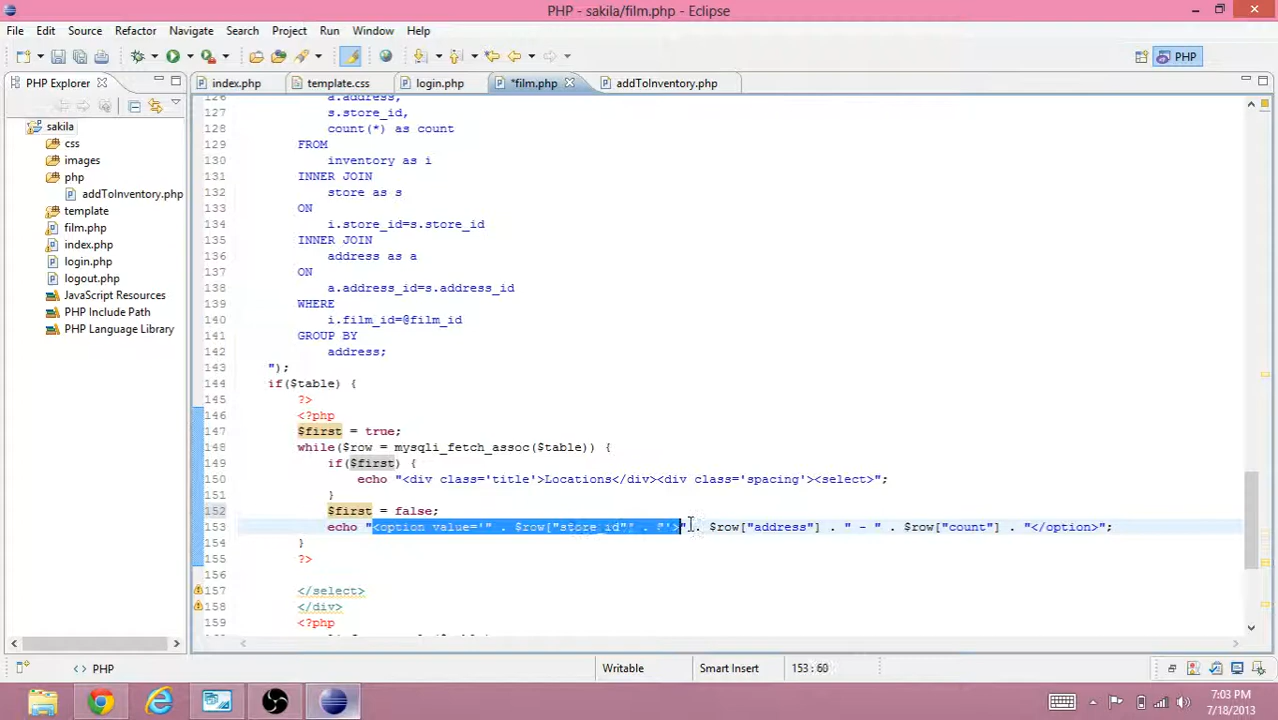 PHP - sakila/film.php - Eclipse
File Edit Source Refactor Navigate Search Project Run Window Help
PHP
PHP Explorer
index.php
template.css
login.php
*film.php
addToInventory.php
sakila
css
images
php
addToInventory.php
template
film.php
index.php
login.php
logout.php
JavaScript Resources
PHP Include Path
PHP Language Library
126 a.address,
127 s.store_id,
128 count(*) as count
129 FROM
130 inventory as i
131 INNER JOIN
132 store as s
133 ON
134 i.store_id=s.store_id
135 INNER JOIN
136 address as a
137 ON
138 a.address_id=s.address_id
139 WHERE
140 i.film_id=@film_id
141 GROUP BY
142 address;
143 ");
144 if($table) {
145 ?>
146 <?php
147 $first = true;
148 while($row = mysqli_fetch_assoc($table)) {
149 if($first) {
150 echo "<div class='title'>Locations</div><div class='spacing'><select>";
151 }
152 $first = false;
153 echo "<option value='" . $row["store_id"] . "'>" . $row["address"] . " - " . $row["count"] . "</option>";
154 }
155 ?>
156
157 </select>
158 </div>
159 <?php
PHP
Writable
Smart Insert
153 : 60
7:03 PM
7/18/2013